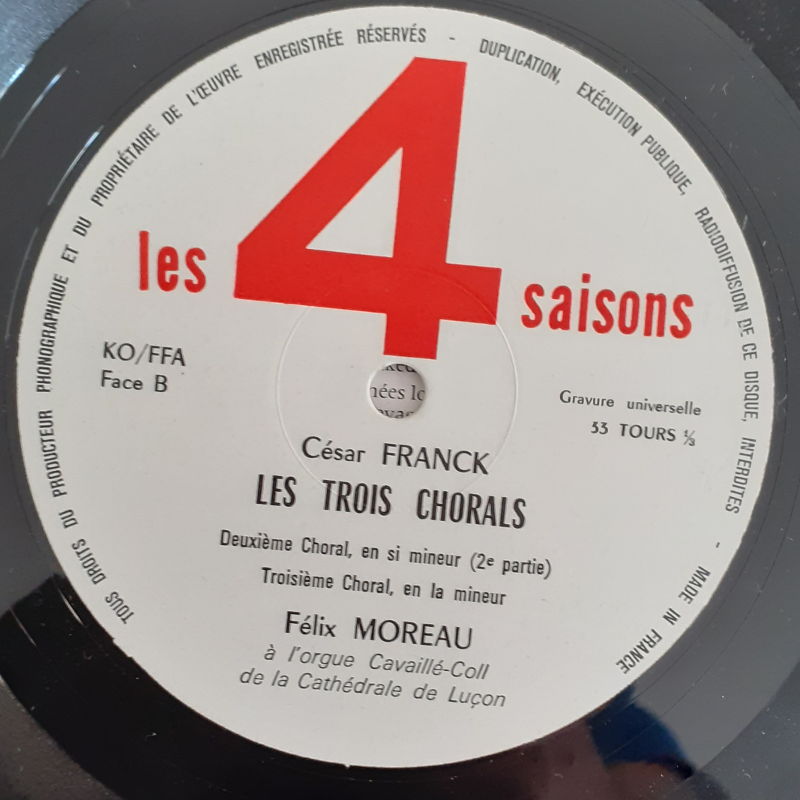 TOUS DROITS DU PRODUCTEUR PHONOGRAPHIQUE ET DU PROPRIÉTAIRE DE L'ŒUVRE ENREGISTRÉE RÉSERVÉS - DUPLICATION, EXÉCUTION PUBLIQUE, RADIODIFFUSION DE CE DISQUE, INTERDITES - MADE IN FRANCE
les 4 saisons
KO/FFA
Face B
Gravure universelle
33 TOURS ⅓
nées
César FRANCK
LES TROIS CHORALS
Deuxième Choral, en si mineur (2e partie)
Troisième Choral, en la mineur
Félix MOREAU
à l'orgue Cavaillé-Coll
de la Cathédrale de Luçon